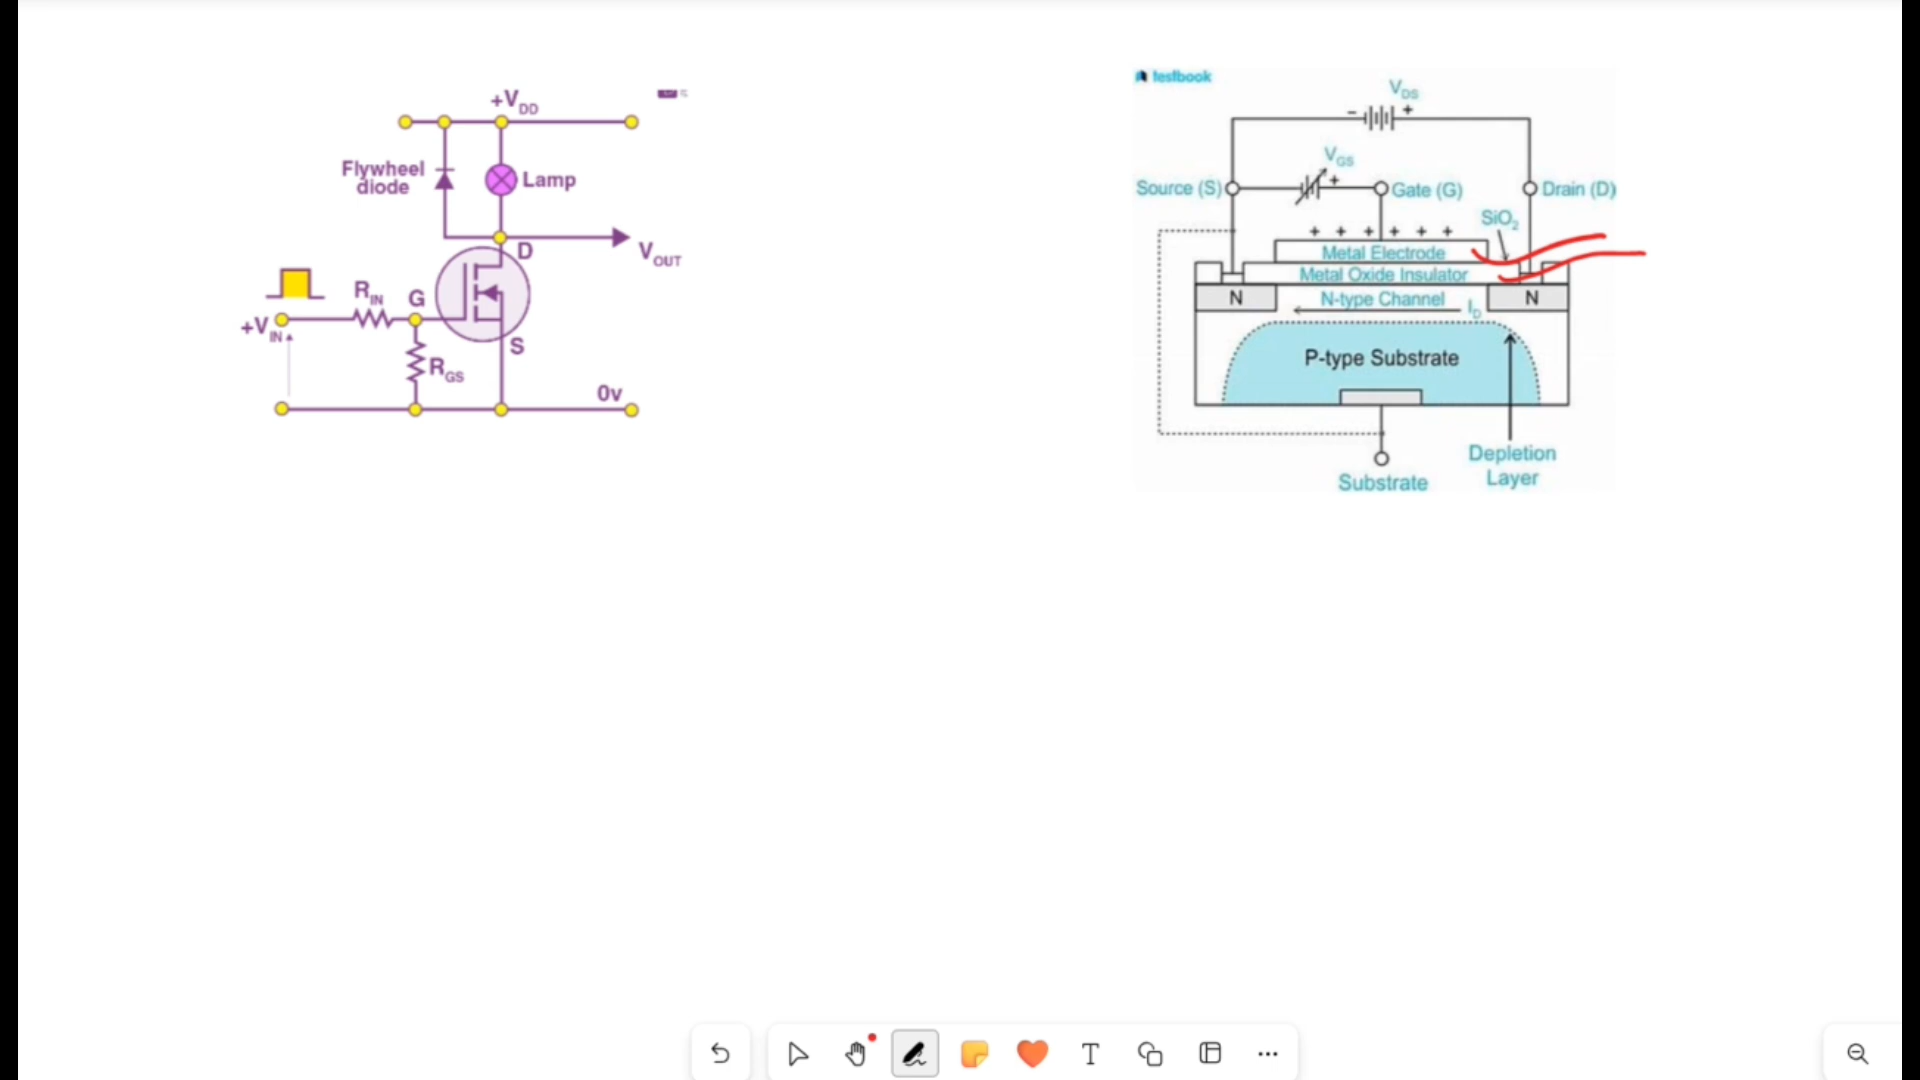 +VDD
Flywheel
diode
Lamp
D
VOUT
RIN
G
+VIN
S
RGS
0v
testbook
VDS
− +
VGS
+
Source (S)
Gate (G)
Drain (D)
SiO2
+ + + + + +
Metal Electrode
Metal Oxide Insulator
N
N-type Channel
ID
N
P-type Substrate
Depletion
Layer
Substrate
T